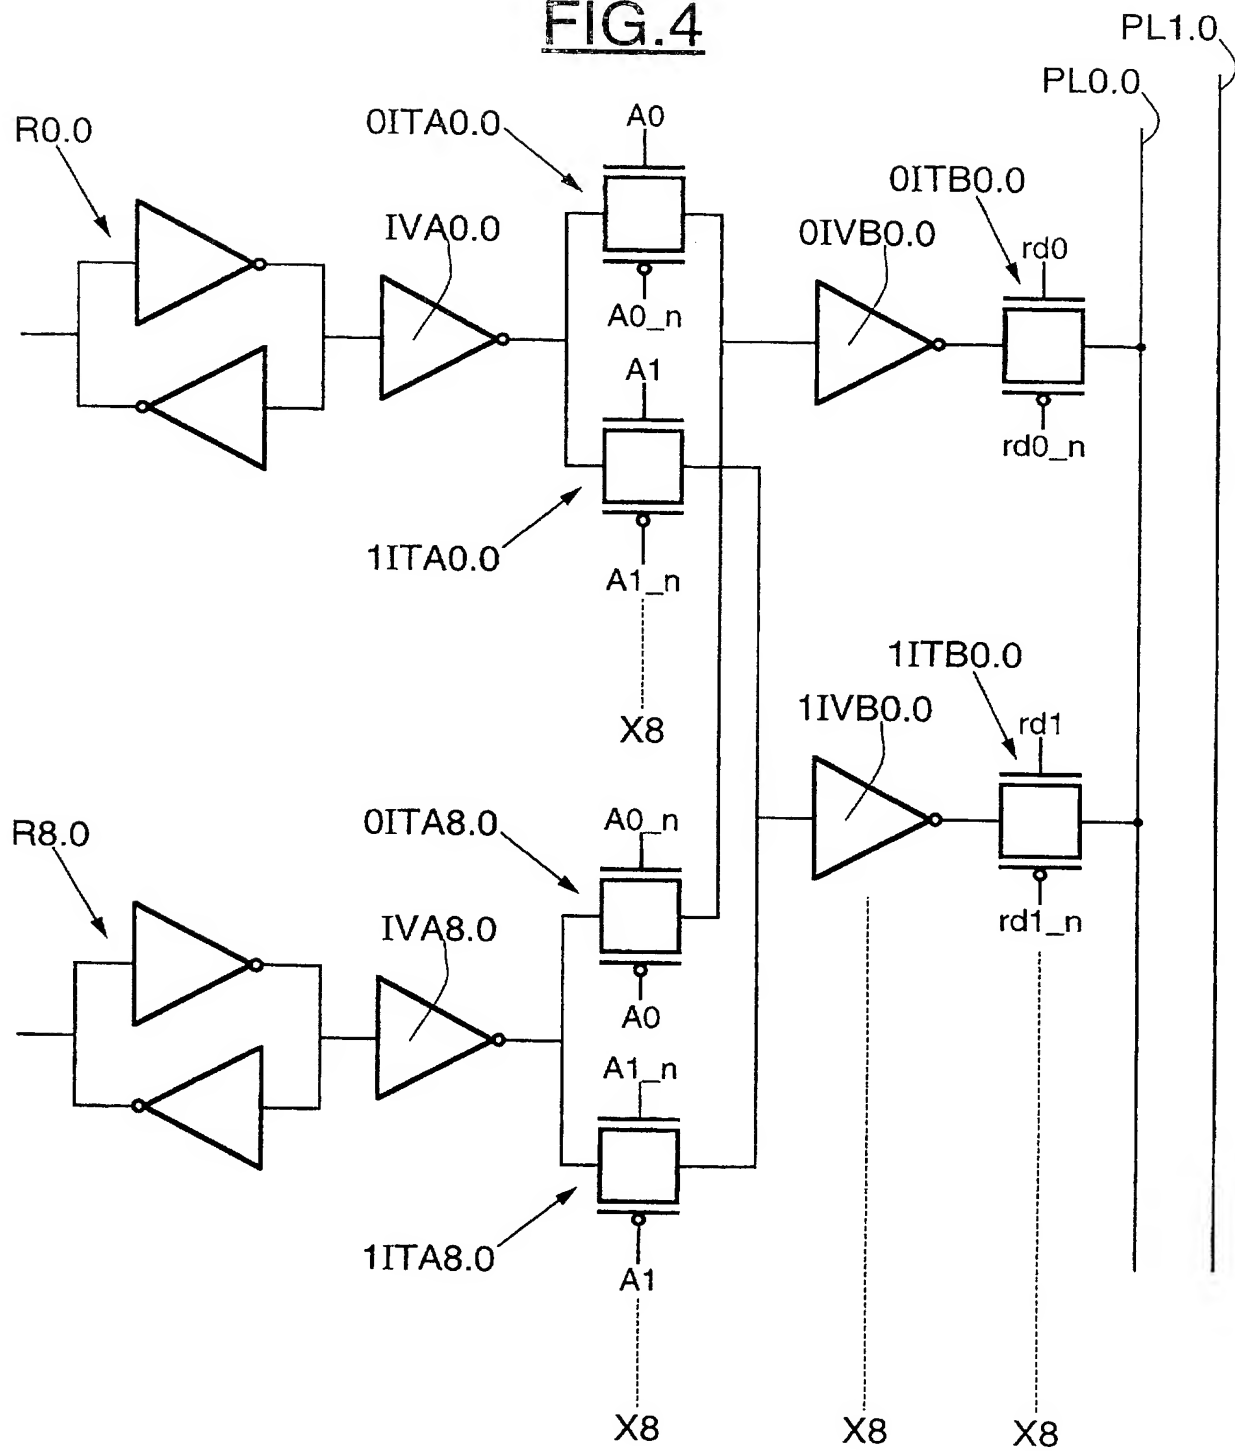 FIG.4
PL1.0
PL0.0
R0.0
0ITA0.0
A0
IVA0.0
A0_n
A1
1ITA0.0
A1_n
X8
0IVB0.0
0ITB0.0
rd0
rd0_n
1IVB0.0
1ITB0.0
rd1
rd1_n
R8.0
0ITA8.0
A0_n
IVA8.0
A0
A1_n
1ITA8.0
A1
X8
X8
X8